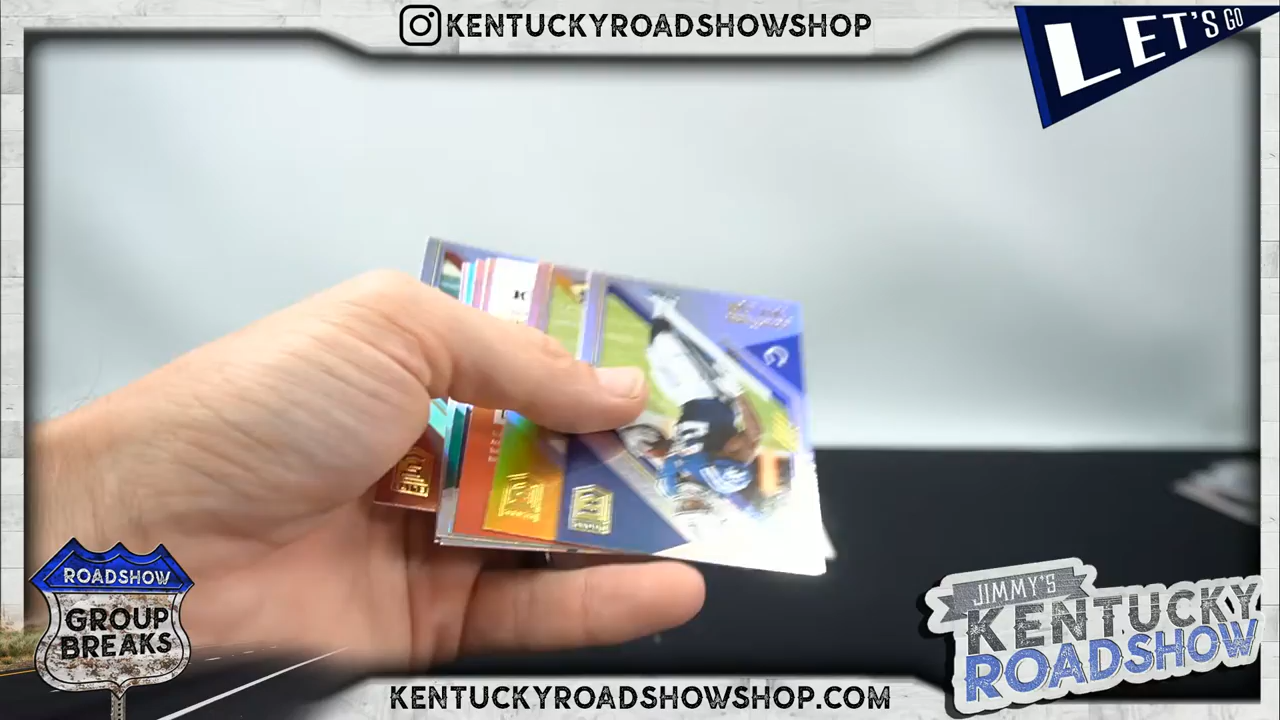 KENTUCKYROADSHOWSHOP
LET'S GO
ROADSHOW
GROUP
BREAKS
JIMMY'S
KENTUCKY
ROADSHOW
KENTUCKYROADSHOWSHOP.COM